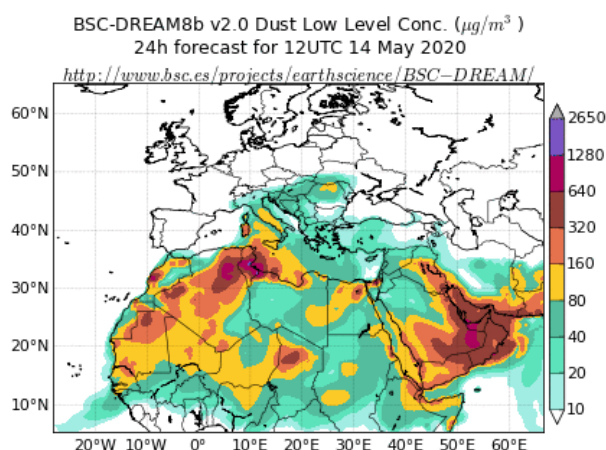 BSC-DREAM8b v2.0 Dust Low Level Conc. (μg/m³ )
24h forecast for 12UTC 14 May 2020
http://www.bsc.es/projects/earthscience/BSC−DREAM/
60°N
50°N
40°N
30°N
20°N
10°N
20°W 10°W 0° 10°E 20°E 30°E 40°E 50°E 60°E
2650
1280
640
320
160
80
40
20
10